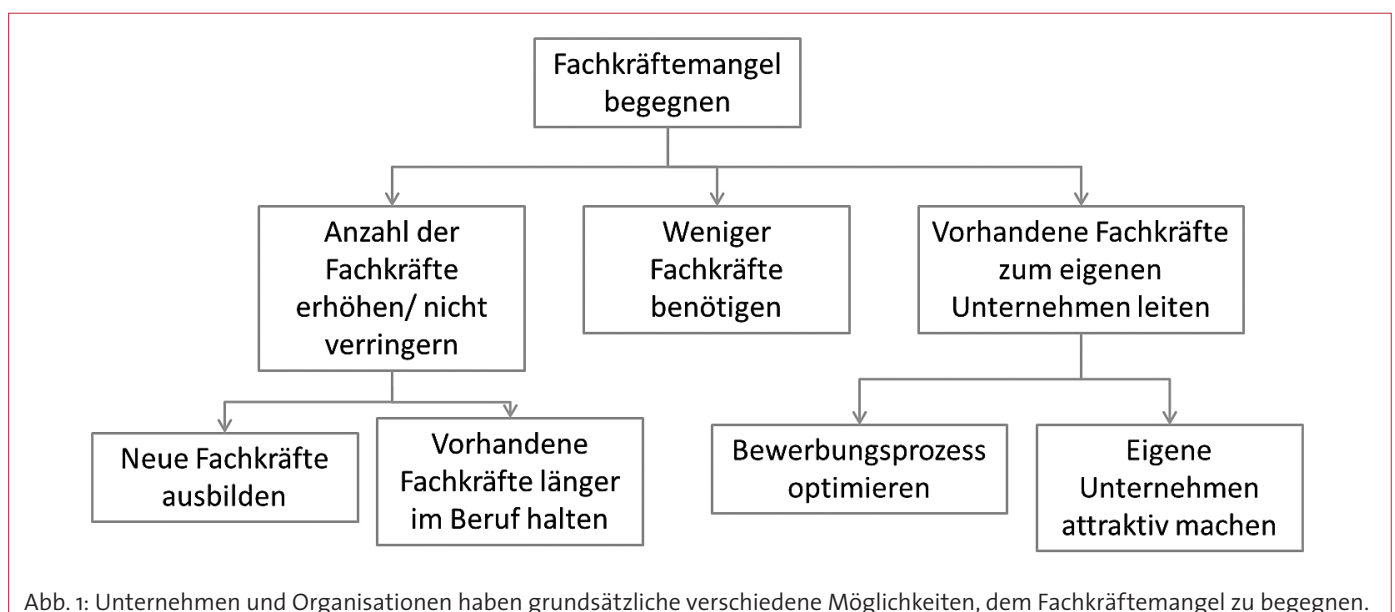 Fachkräftemangel
begegnen
Anzahl der
Fachkräfte
erhöhen/ nicht
verringern
Weniger
Fachkräfte
benötigen
Vorhandene Fachkräfte
zum eigenen
Unternehmen leiten
Neue Fachkräfte
ausbilden
Vorhandene
Fachkräfte länger
im Beruf halten
Bewerbungsprozess
optimieren
Eigene
Unternehmen
attraktiv machen
Abb. 1: Unternehmen und Organisationen haben grundsätzliche verschiedene Möglichkeiten, dem Fachkräftemangel zu begegnen.